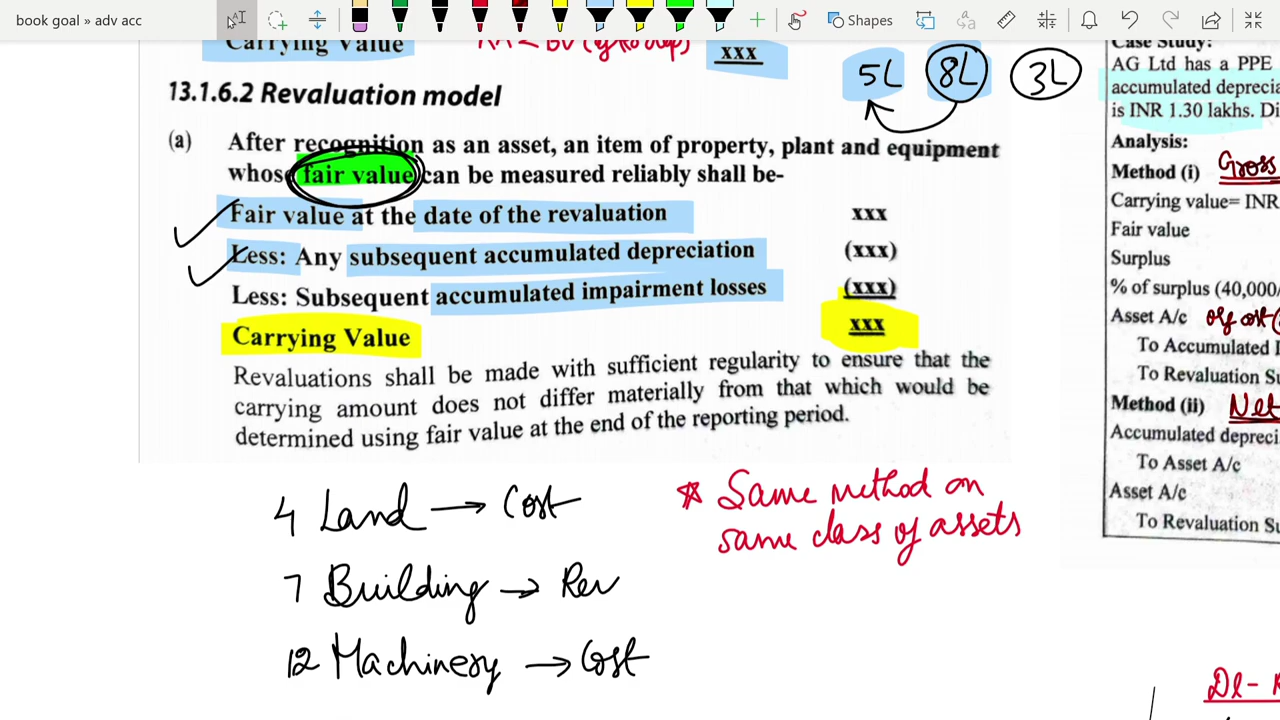 book goal » adv acc
Shapes
Carrying Value
xxx
5L 8L 3L
13.1.6.2 Revaluation model
(a) After recognition as an asset, an item of property, plant and equipment
whose fair value can be measured reliably shall be-
Fair value at the date of the revaluation xxx
Less: Any subsequent accumulated depreciation (xxx)
Less: Subsequent accumulated impairment losses (xxx)
Carrying Value xxx
Revaluations shall be made with sufficient regularity to ensure that the
carrying amount does not differ materially from that which would be
determined using fair value at the end of the reporting period.
4 Land → Cost
7 Building → Rev
12 Machinery → Cost
* Same method on
same class of assets
Case Study:
AG Ltd has a PPE
accumulated deprecia
is INR 1.30 lakhs. Di
Analysis:
Method (i) Gross
Carrying value= INR
Fair value
Surplus
% of surplus (40,000/
Asset A/c
To Accumulated D
To Revaluation Su
Method (ii) Net
Accumulated depreci
To Asset A/c
Asset A/c
To Revaluation Su